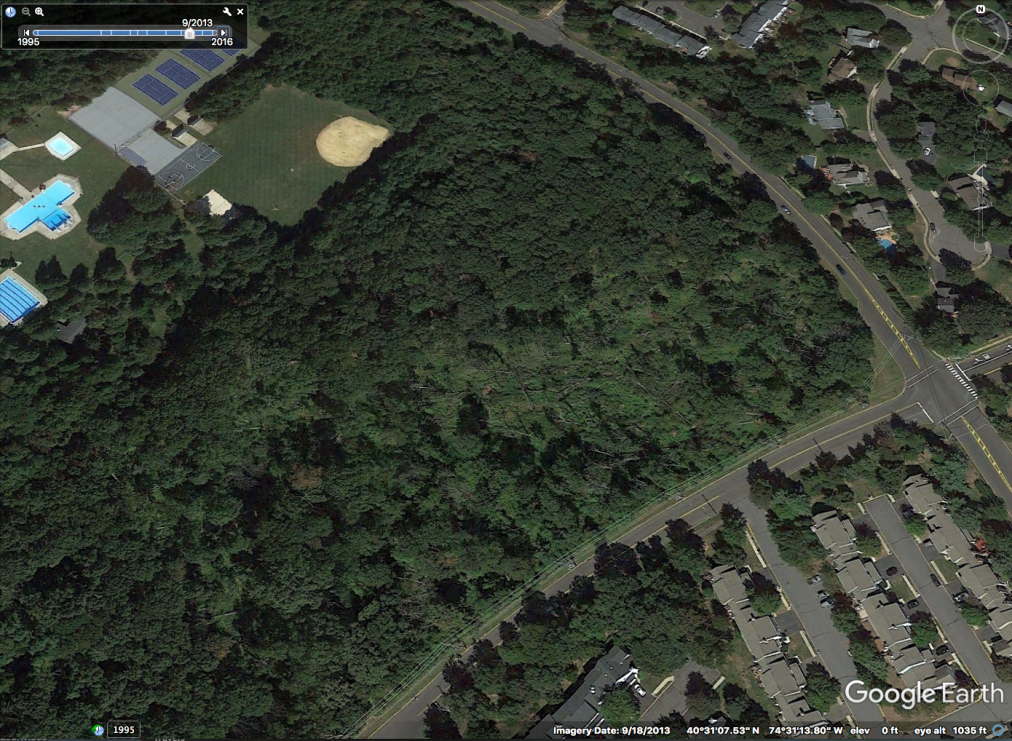 9/2013
1995
2016
N
Google Earth
1995
Imagery Date: 9/18/2013 40°31'07.53" N 74°31'13.80" W elev 0 ft eye alt 1035 ft